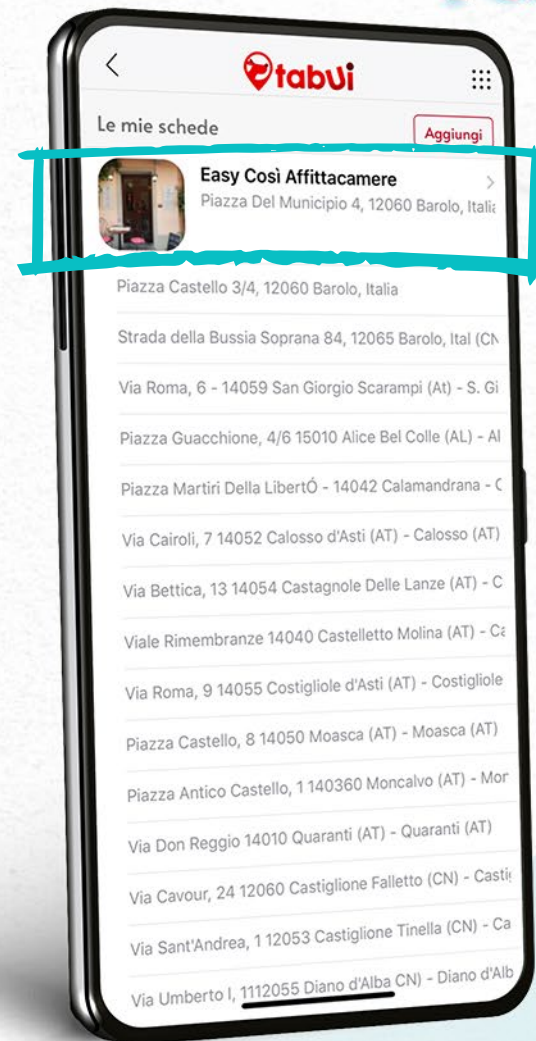 tabUi
Le mie schede
Aggiungi
Easy Così Affittacamere
Piazza Del Municipio 4, 12060 Barolo, Italia
Piazza Castello 3/4, 12060 Barolo, Italia
Strada della Bussia Soprana 84, 12065 Barolo, Ital (CN
Via Roma, 6 - 14059 San Giorgio Scarampi (At) - S. Gi
Piazza Guacchione, 4/6 15010 Alice Bel Colle (AL) - Al
Piazza Martiri Della LibertÓ - 14042 Calamandrana - C
Via Cairoli, 7 14052 Calosso d'Asti (AT) - Calosso (AT)
Via Bettica, 13 14054 Castagnole Delle Lanze (AT) - C
Viale Rimembranze 14040 Castelletto Molina (AT) - Ca
Via Roma, 9 14055 Costigliole d'Asti (AT) - Costigliole
Piazza Castello, 8 14050 Moasca (AT) - Moasca (AT)
Piazza Antico Castello, 1 140360 Moncalvo (AT) - Mor
Via Don Reggio 14010 Quaranti (AT) - Quaranti (AT)
Via Cavour, 24 12060 Castiglione Falletto (CN) - Castig
Via Sant'Andrea, 1 12053 Castiglione Tinella (CN) - Ca
Via Umberto I, 1112055 Diano d'Alba CN) - Diano d'Alb